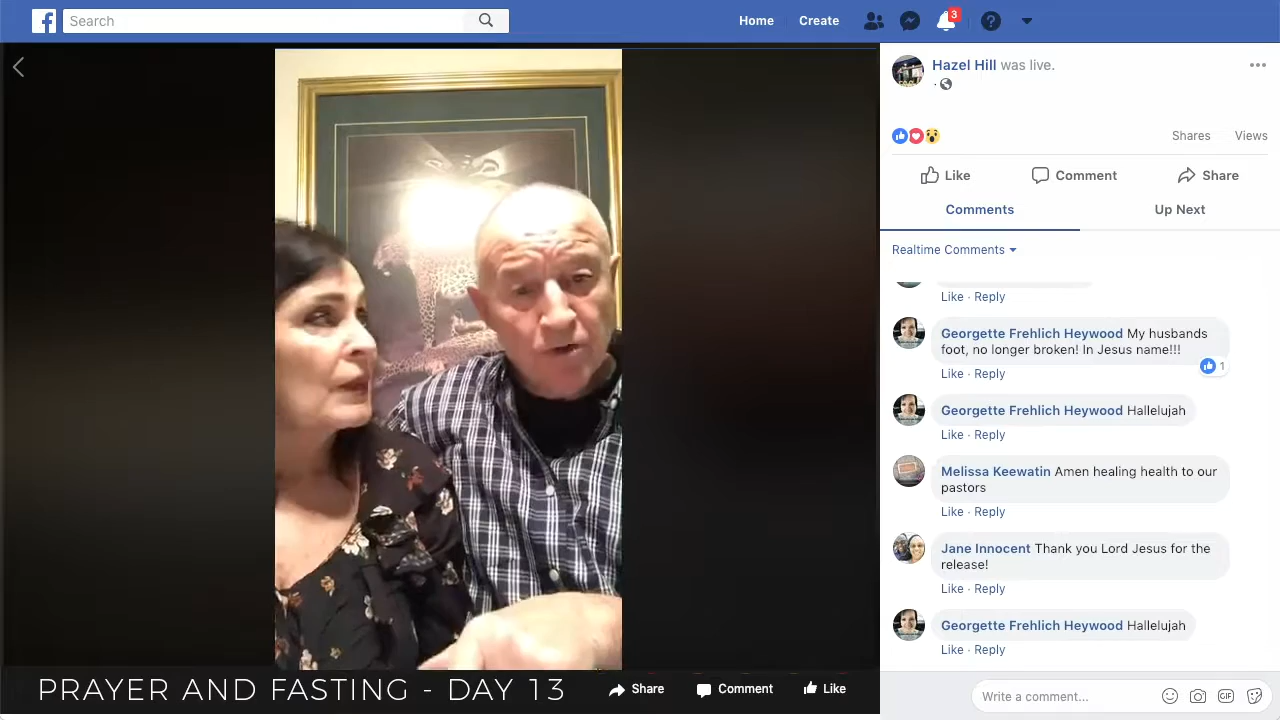 f
Search
Home
Create
3
?
Hazel Hill was live.
Shares
Views
Like
Comment
Share
Comments
Up Next
Realtime Comments
Like · Reply
Georgette Frehlich Heywood My husbands
foot, no longer broken! In Jesus name!!!
1
Like · Reply
Georgette Frehlich Heywood Hallelujah
Like · Reply
Melissa Keewatin Amen healing health to our
pastors
Like · Reply
Jane Innocent Thank you Lord Jesus for the
release!
Like · Reply
Georgette Frehlich Heywood Hallelujah
Like · Reply
PRAYER AND FASTING - DAY 13
Share
Comment
Like
Write a comment...
GIF